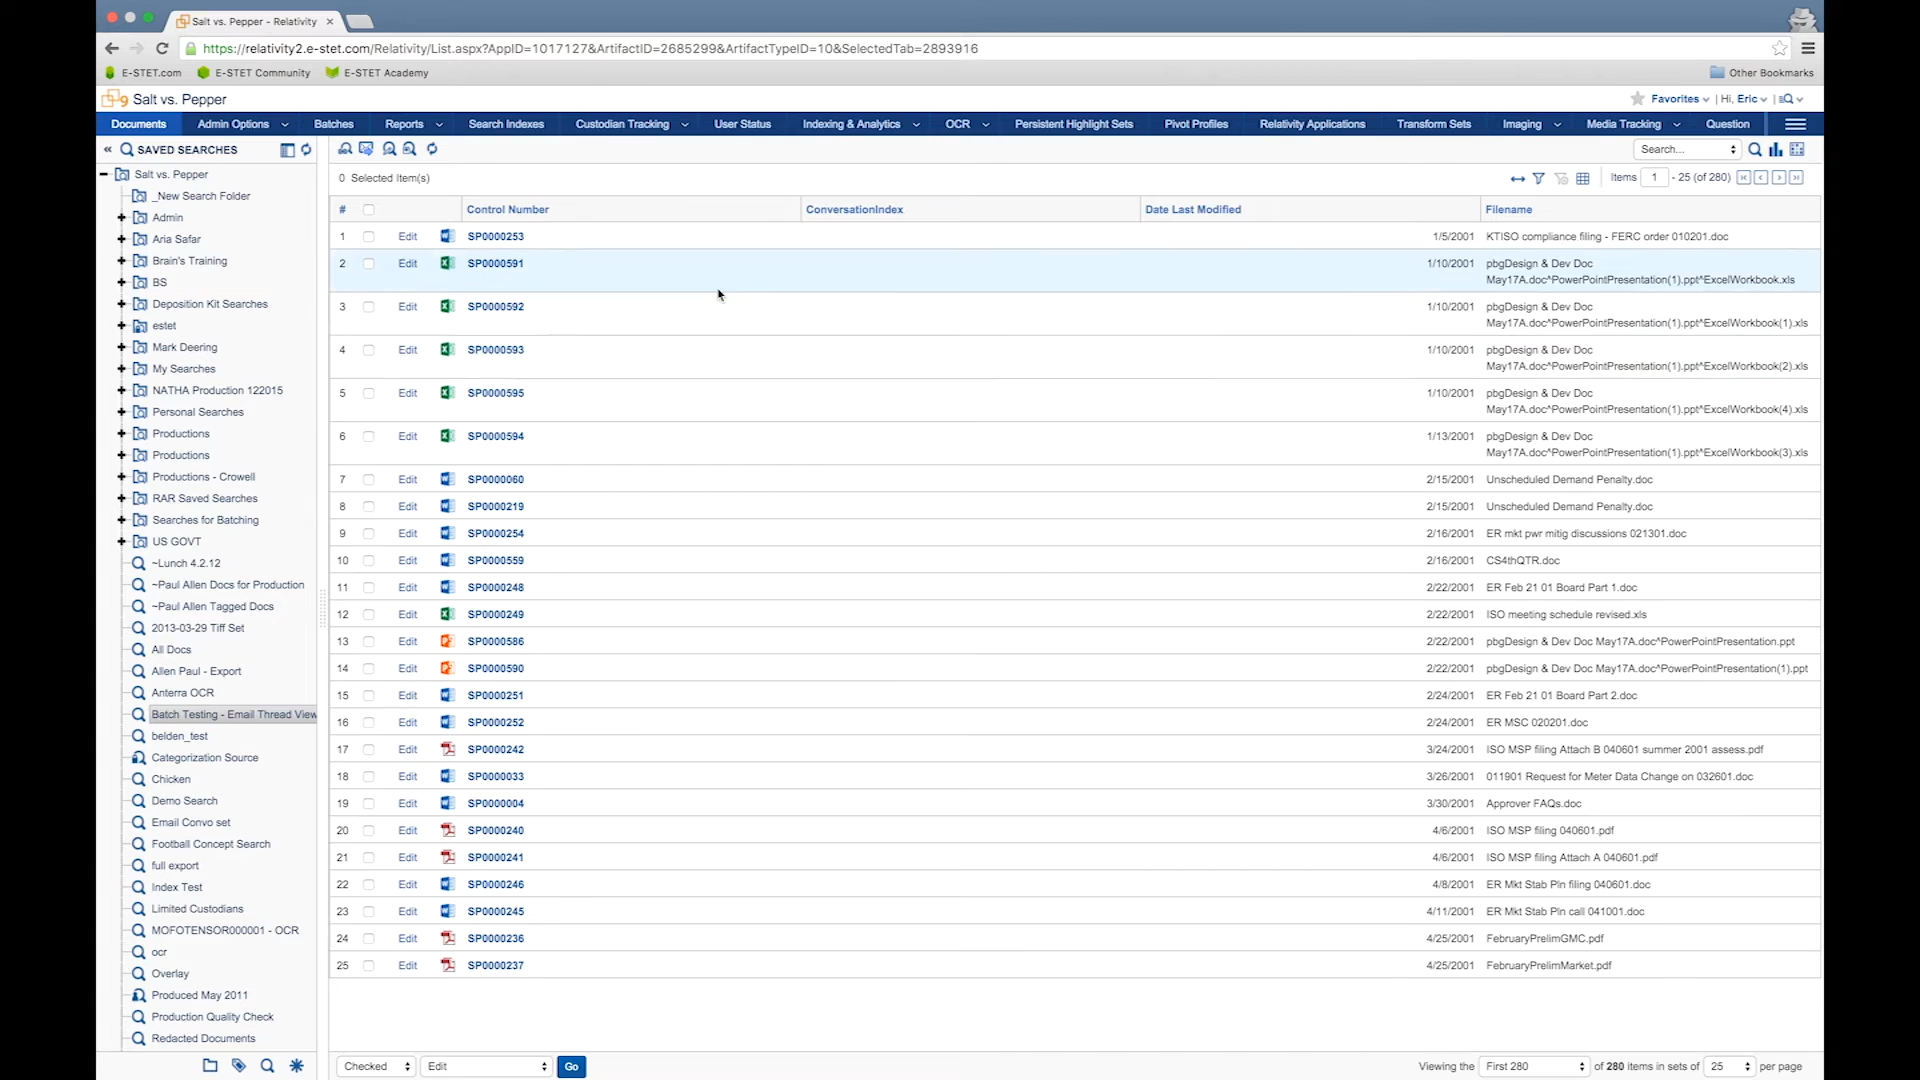 Salt vs. Pepper - Relativity ×
https://relativity2.e-stet.com/Relativity/List.aspx?AppID=1017127&ArtifactID=2685299&ArtifactTypeID=10&SelectedTab=2893916
E-STET.com E-STET Community E-STET Academy Other Bookmarks
9 Salt vs. Pepper Favorites | Hi, Eric |
Documents Admin Options Batches Reports Search Indexes Custodian Tracking User Status Indexing & Analytics OCR Persistent Highlight Sets Pivot Profiles Relativity Applications Transform Sets Imaging Media Tracking Question
« SAVED SEARCHES Search...
0 Selected Item(s) Items 1 - 25 (of 280)
Salt vs. Pepper
_New Search Folder
Admin
Aria Safar
Brain's Training
BS
Deposition Kit Searches
estet
Mark Deering
My Searches
NATHA Production 122015
Personal Searches
Productions
Productions
Productions - Crowell
RAR Saved Searches
Searches for Batching
US GOVT
~Lunch 4.2.12
~Paul Allen Docs for Production
~Paul Allen Tagged Docs
2013-03-29 Tiff Set
All Docs
Allen Paul - Export
Anterra OCR
Batch Testing - Email Thread View
belden_test
Categorization Source
Chicken
Demo Search
Email Convo set
Football Concept Search
full export
Index Test
Limited Custodians
MOFOTENSOR000001 - OCR
ocr
Overlay
Produced May 2011
Production Quality Check
Redacted Documents
# Control Number ConversationIndex Date Last Modified Filename
1 Edit SP0000253 1/5/2001 KTISO compliance filing - FERC order 010201.doc
2 Edit SP0000591 1/10/2001 pbgDesign & Dev Doc
May17A.doc^PowerPointPresentation(1).ppt^ExcelWorkbook.xls
3 Edit SP0000592 1/10/2001 pbgDesign & Dev Doc
May17A.doc^PowerPointPresentation(1).ppt^ExcelWorkbook(1).xls
4 Edit SP0000593 1/10/2001 pbgDesign & Dev Doc
May17A.doc^PowerPointPresentation(1).ppt^ExcelWorkbook(2).xls
5 Edit SP0000595 1/10/2001 pbgDesign & Dev Doc
May17A.doc^PowerPointPresentation(1).ppt^ExcelWorkbook(4).xls
6 Edit SP0000594 1/13/2001 pbgDesign & Dev Doc
May17A.doc^PowerPointPresentation(1).ppt^ExcelWorkbook(3).xls
7 Edit SP0000060 2/15/2001 Unscheduled Demand Penalty.doc
8 Edit SP0000219 2/15/2001 Unscheduled Demand Penalty.doc
9 Edit SP0000254 2/16/2001 ER mkt pwr mitig discussions 021301.doc
10 Edit SP0000559 2/16/2001 CS4thQTR.doc
11 Edit SP0000248 2/22/2001 ER Feb 21 01 Board Part 1.doc
12 Edit SP0000249 2/22/2001 ISO meeting schedule revised.xls
13 Edit SP0000586 2/22/2001 pbgDesign & Dev Doc May17A.doc^PowerPointPresentation.ppt
14 Edit SP0000590 2/22/2001 pbgDesign & Dev Doc May17A.doc^PowerPointPresentation(1).ppt
15 Edit SP0000251 2/24/2001 ER Feb 21 01 Board Part 2.doc
16 Edit SP0000252 2/24/2001 ER MSC 020201.doc
17 Edit SP0000242 3/24/2001 ISO MSP filing Attach B 040601 summer 2001 assess.pdf
18 Edit SP0000033 3/26/2001 011901 Request for Meter Data Change on 032601.doc
19 Edit SP0000004 3/30/2001 Approver FAQs.doc
20 Edit SP0000240 4/6/2001 ISO MSP filing 040601.pdf
21 Edit SP0000241 4/6/2001 ISO MSP filing Attach A 040601.pdf
22 Edit SP0000246 4/8/2001 ER Mkt Stab Pln filing 040601.doc
23 Edit SP0000245 4/11/2001 ER Mkt Stab Pln call 041001.doc
24 Edit SP0000236 4/25/2001 FebruaryPrelimGMC.pdf
25 Edit SP0000237 4/25/2001 FebruaryPrelimMarket.pdf
Checked Edit Go Viewing the First 280 of 280 items in sets of 25 per page